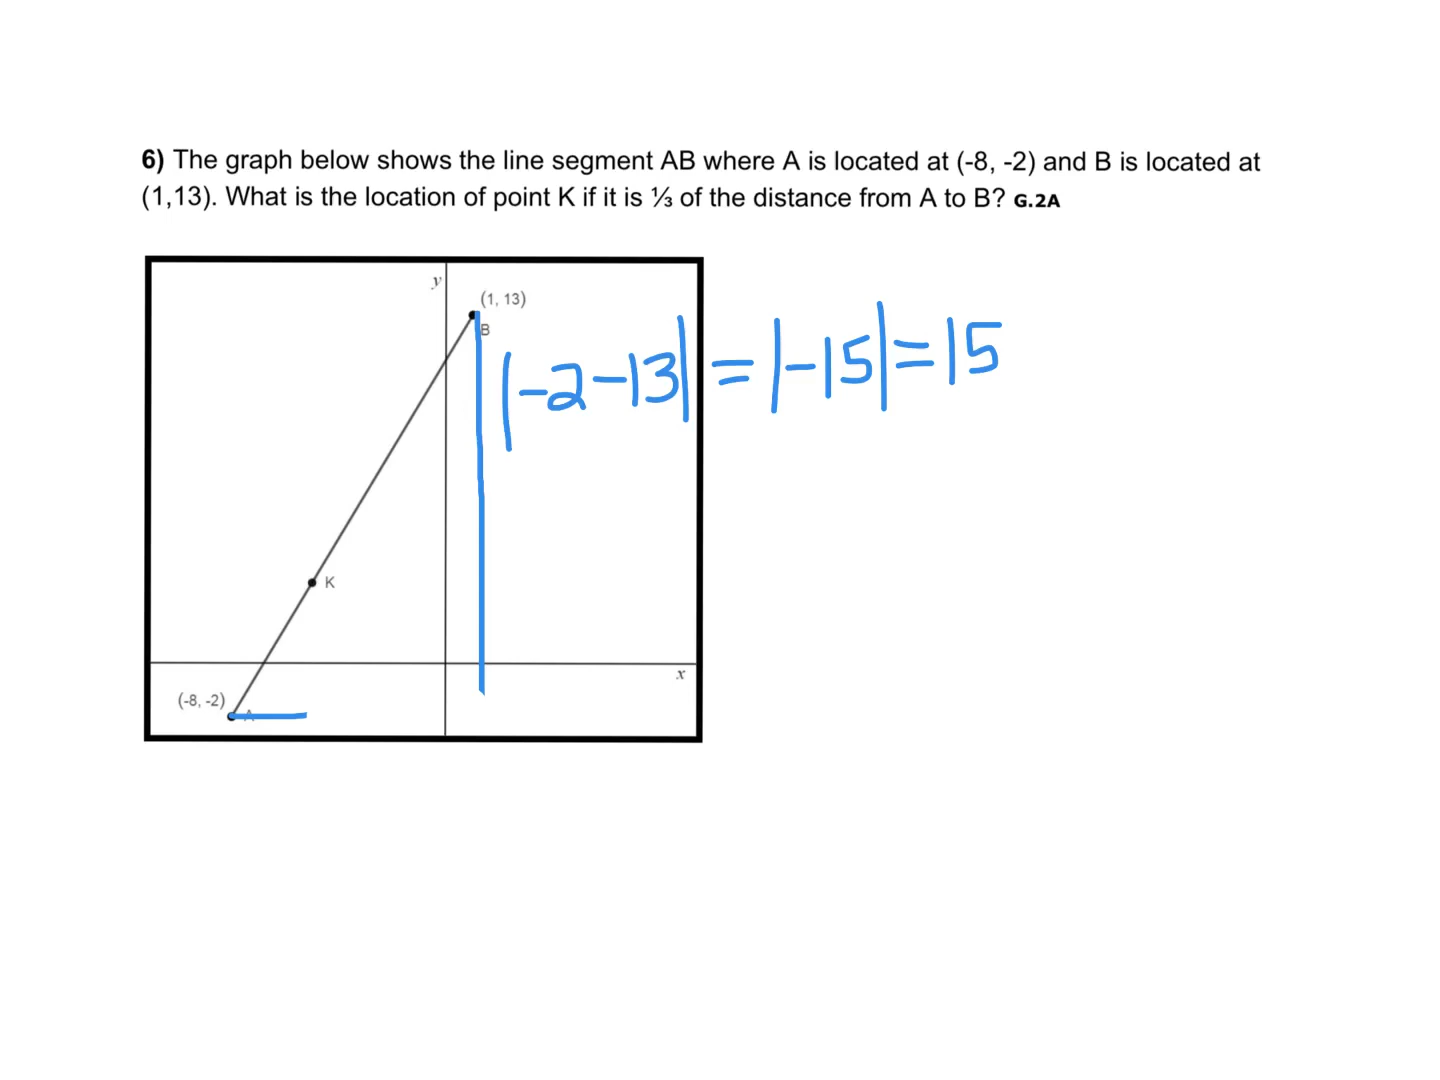 6) The graph below shows the line segment AB where A is located at (-8, -2) and B is located at
(1,13). What is the location of point K if it is ⅓ of the distance from A to B? G.2A
y
(1, 13)
B
|-2-13| = |-15| = 15
K
x
(-8, -2)
A